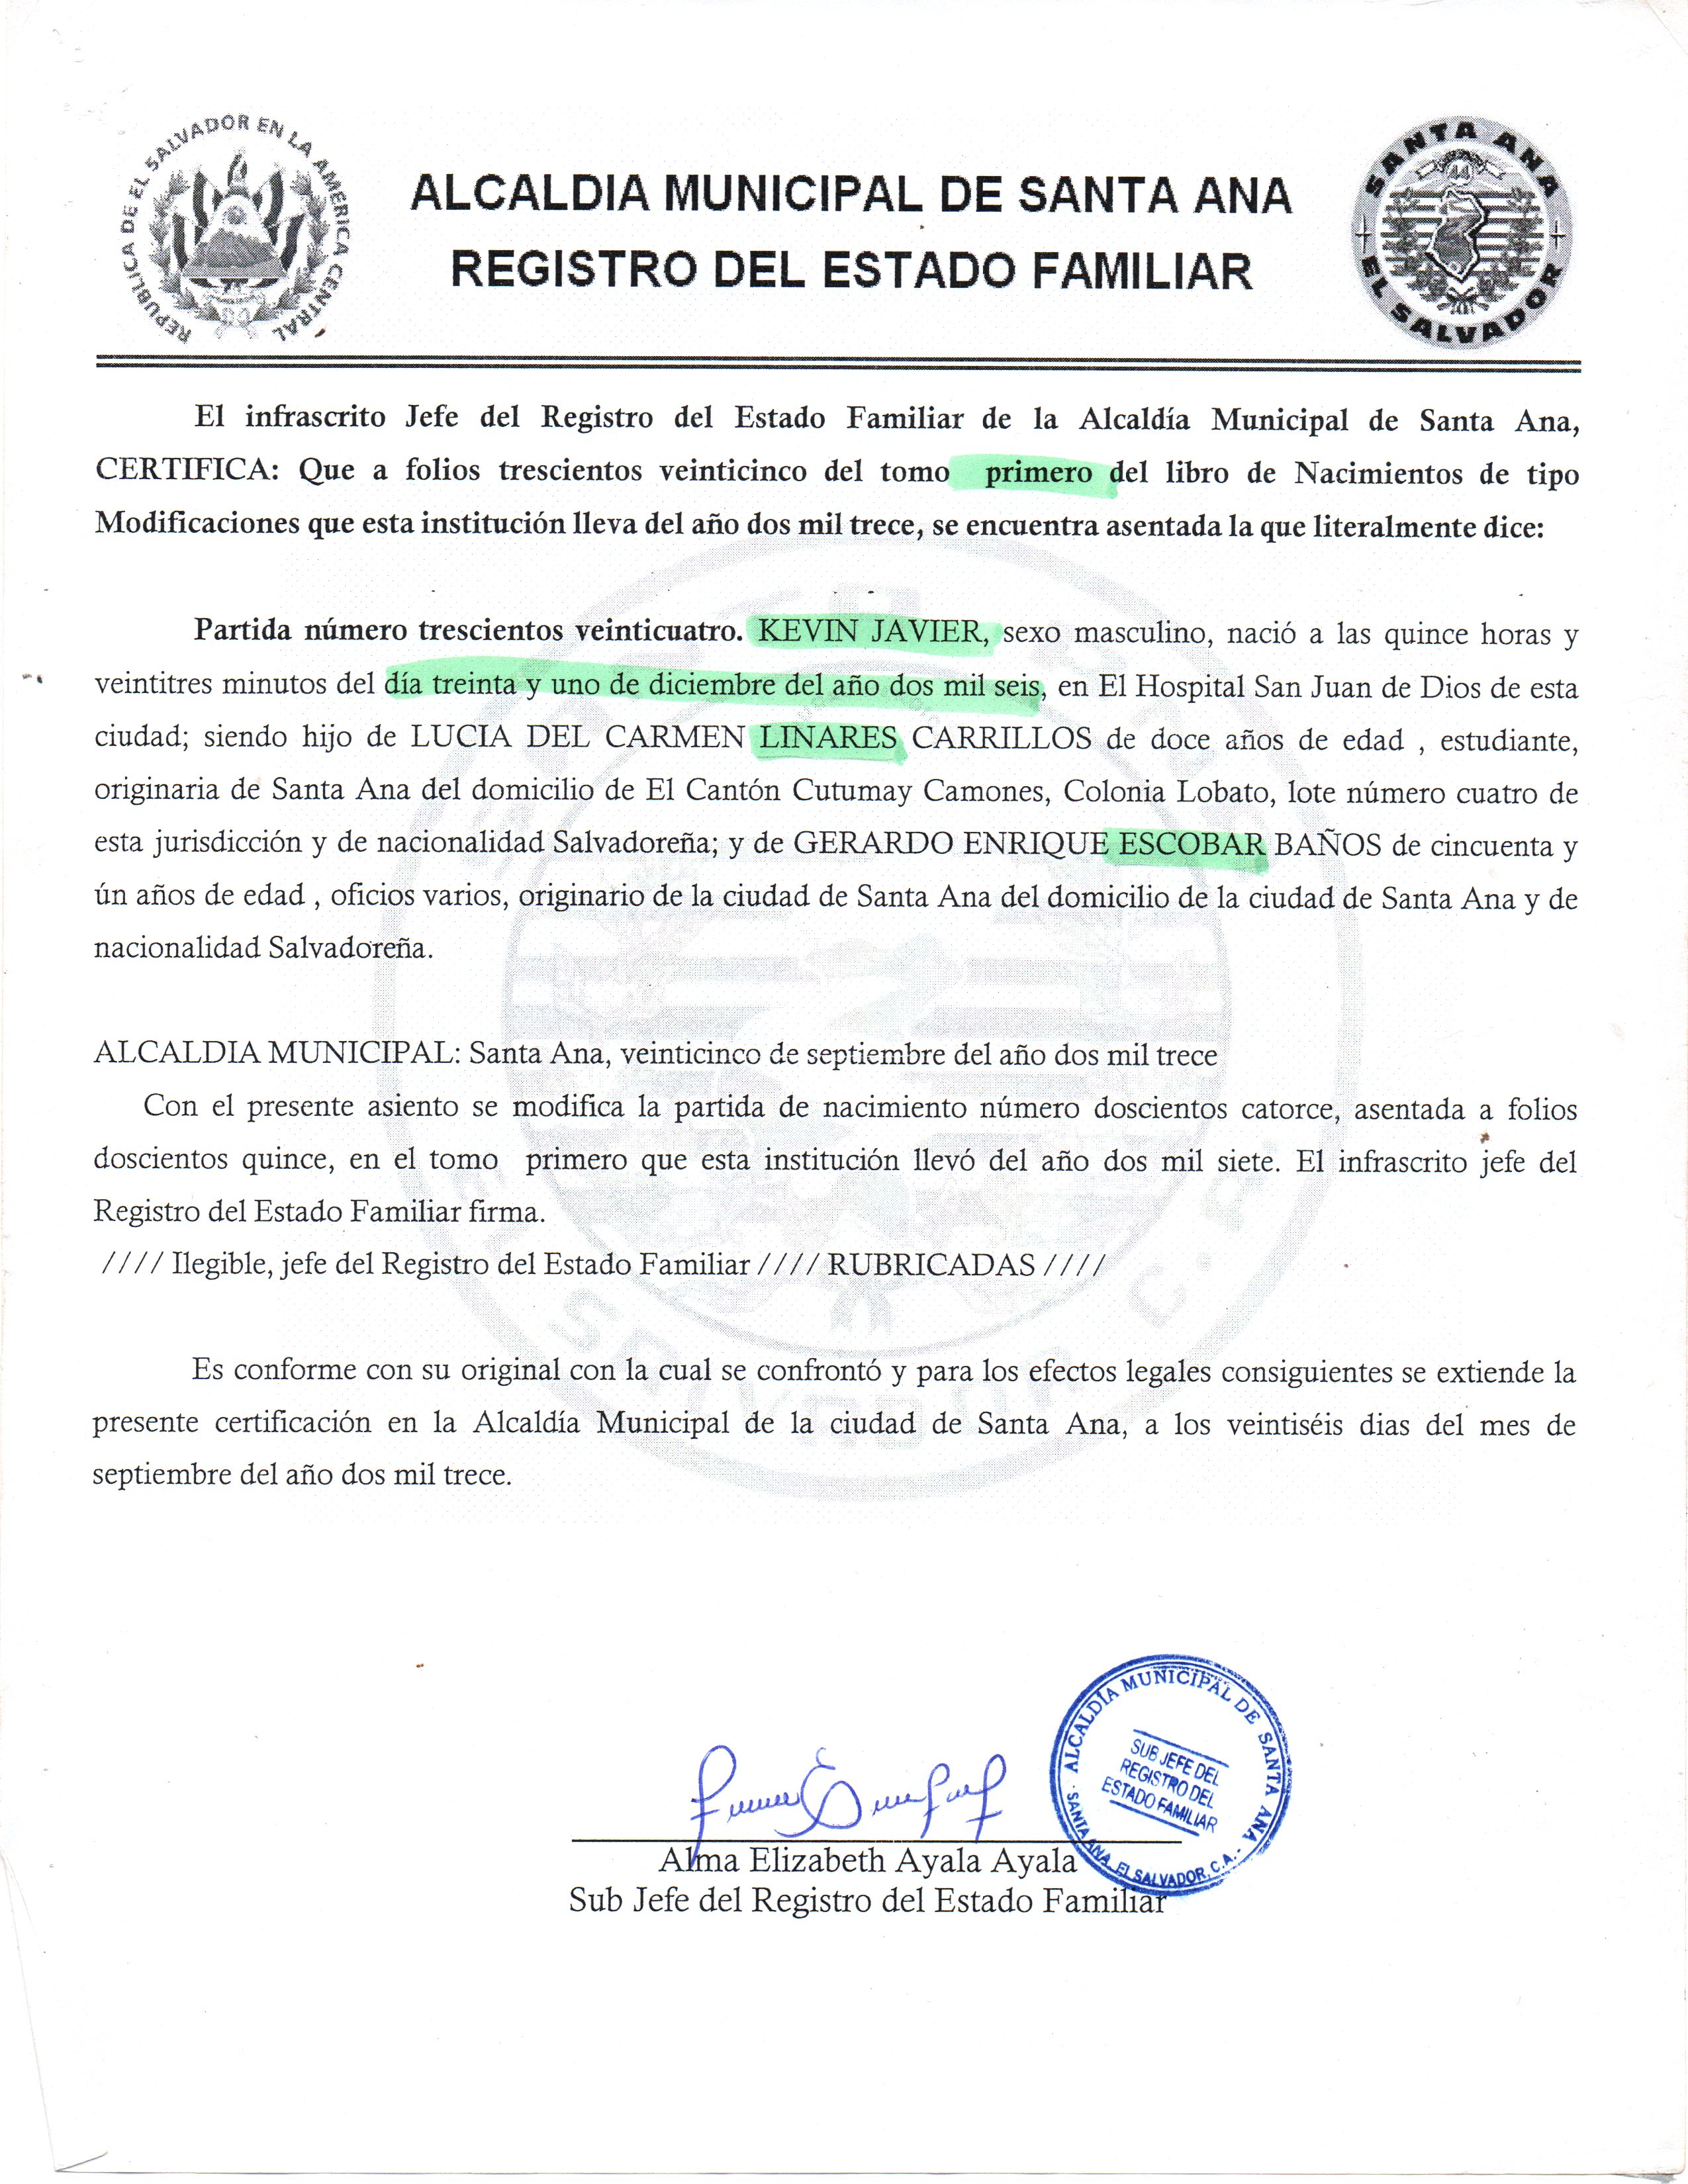 REPUBLICA DE EL SALVADOR EN LA AMERICA CENTRAL
SANTA ANA
44
EL SALVADOR
ALCALDIA MUNICIPAL DE SANTA ANA
REGISTRO DEL ESTADO FAMILIAR
El infrascrito Jefe del Registro del Estado Familiar de la Alcaldía Municipal de Santa Ana,
CERTIFICA: Que a folios trescientos veinticinco del tomo primero del libro de Nacimientos de tipo
Modificaciones que esta institución lleva del año dos mil trece, se encuentra asentada la que literalmente dice:
Partida número trescientos veinticuatro. KEVIN JAVIER, sexo masculino, nació a las quince horas y
veintitres minutos del día treinta y uno de diciembre del año dos mil seis, en El Hospital San Juan de Dios de esta
ciudad; siendo hijo de LUCIA DEL CARMEN LINARES CARRILLOS de doce años de edad , estudiante,
originaria de Santa Ana del domicilio de El Cantón Cutumay Camones, Colonia Lobato, lote número cuatro de
esta jurisdicción y de nacionalidad Salvadoreña; y de GERARDO ENRIQUE ESCOBAR BAÑOS de cincuenta y
ún años de edad , oficios varios, originario de la ciudad de Santa Ana del domicilio de la ciudad de Santa Ana y de
nacionalidad Salvadoreña.
ALCALDIA MUNICIPAL: Santa Ana, veinticinco de septiembre del año dos mil trece
Con el presente asiento se modifica la partida de nacimiento número doscientos catorce, asentada a folios
doscientos quince, en el tomo primero que esta institución llevó del año dos mil siete. El infrascrito jefe del
Registro del Estado Familiar firma.
//// Ilegible, jefe del Registro del Estado Familiar //// RUBRICADAS ////
Es conforme con su original con la cual se confrontó y para los efectos legales consiguientes se extiende la
presente certificación en la Alcaldía Municipal de la ciudad de Santa Ana, a los veintiséis dias del mes de
septiembre del año dos mil trece.
ALCALDÍA MUNICIPAL DE SANTA ANA
SUB JEFE DEL
REGISTRO DEL
ESTADO FAMILIAR
SANTA ANA, EL SALVADOR, C.A.
Alma Elizabeth Ayala Ayala
Sub Jefe del Registro del Estado Familiar